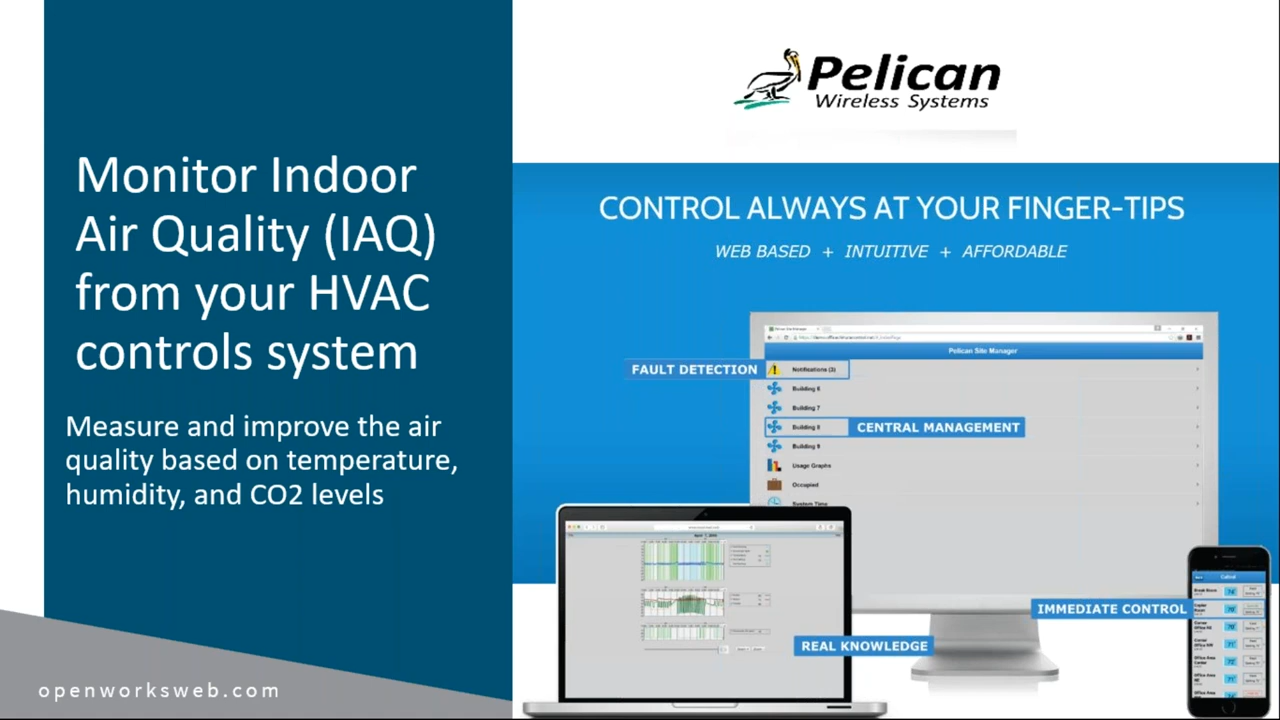 Monitor Indoor
Air Quality (IAQ)
from your HVAC
controls system
Measure and improve the air
quality based on temperature,
humidity, and CO2 levels
openworksweb.com
Pelican
Wireless Systems
CONTROL ALWAYS AT YOUR FINGER-TIPS
WEB BASED + INTUITIVE + AFFORDABLE
Pelican Site Manager
FAULT DETECTION
Notifications (3)
Building 6
Building 7
Building 8
CENTRAL MANAGEMENT
Building 9
Usage Graphs
Occupied
System Time
IMMEDIATE CONTROL
REAL KNOWLEDGE